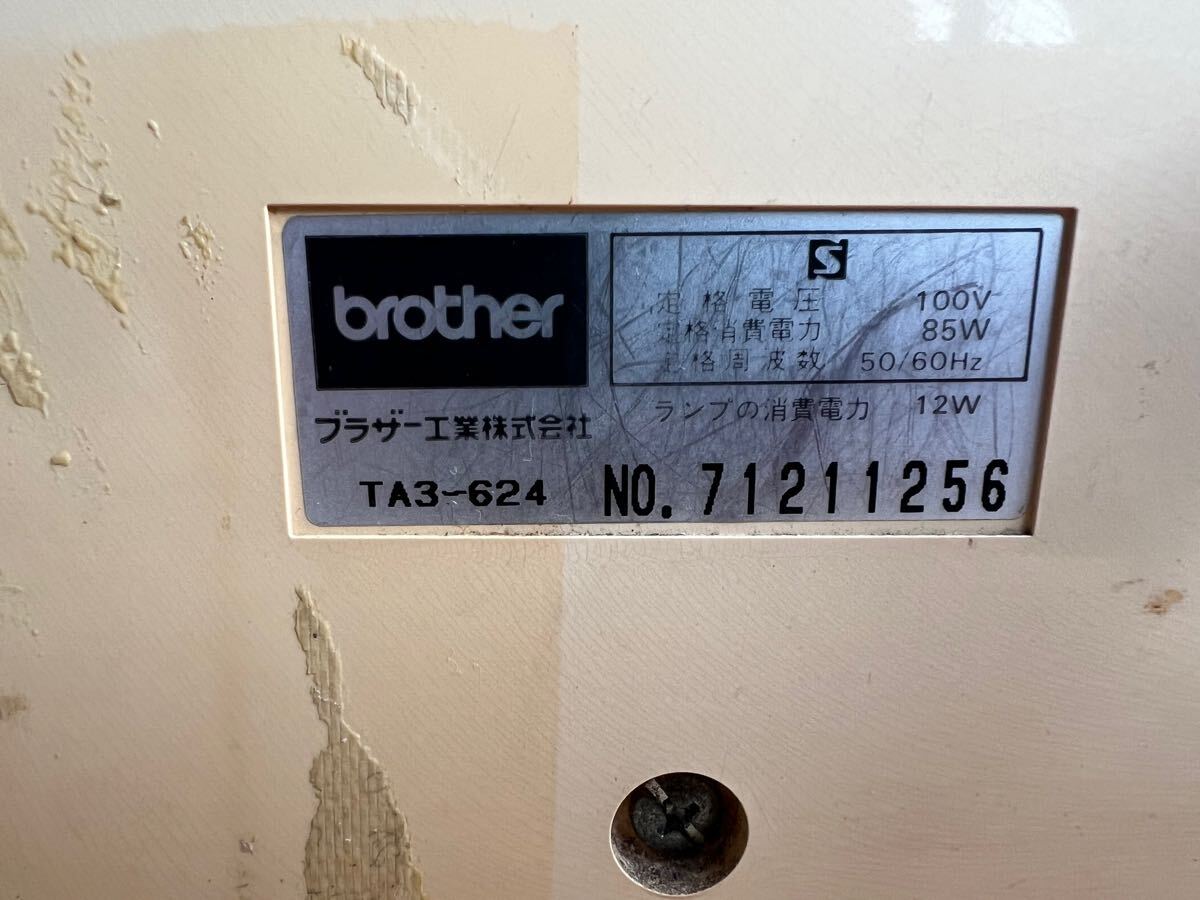 brother
ブラザー工業株式会社
TA3-624
定格電圧 100V
定格消費電力 85W
定格周波数 50/60Hz
ランプの消費電力 12W
NO. 71211256